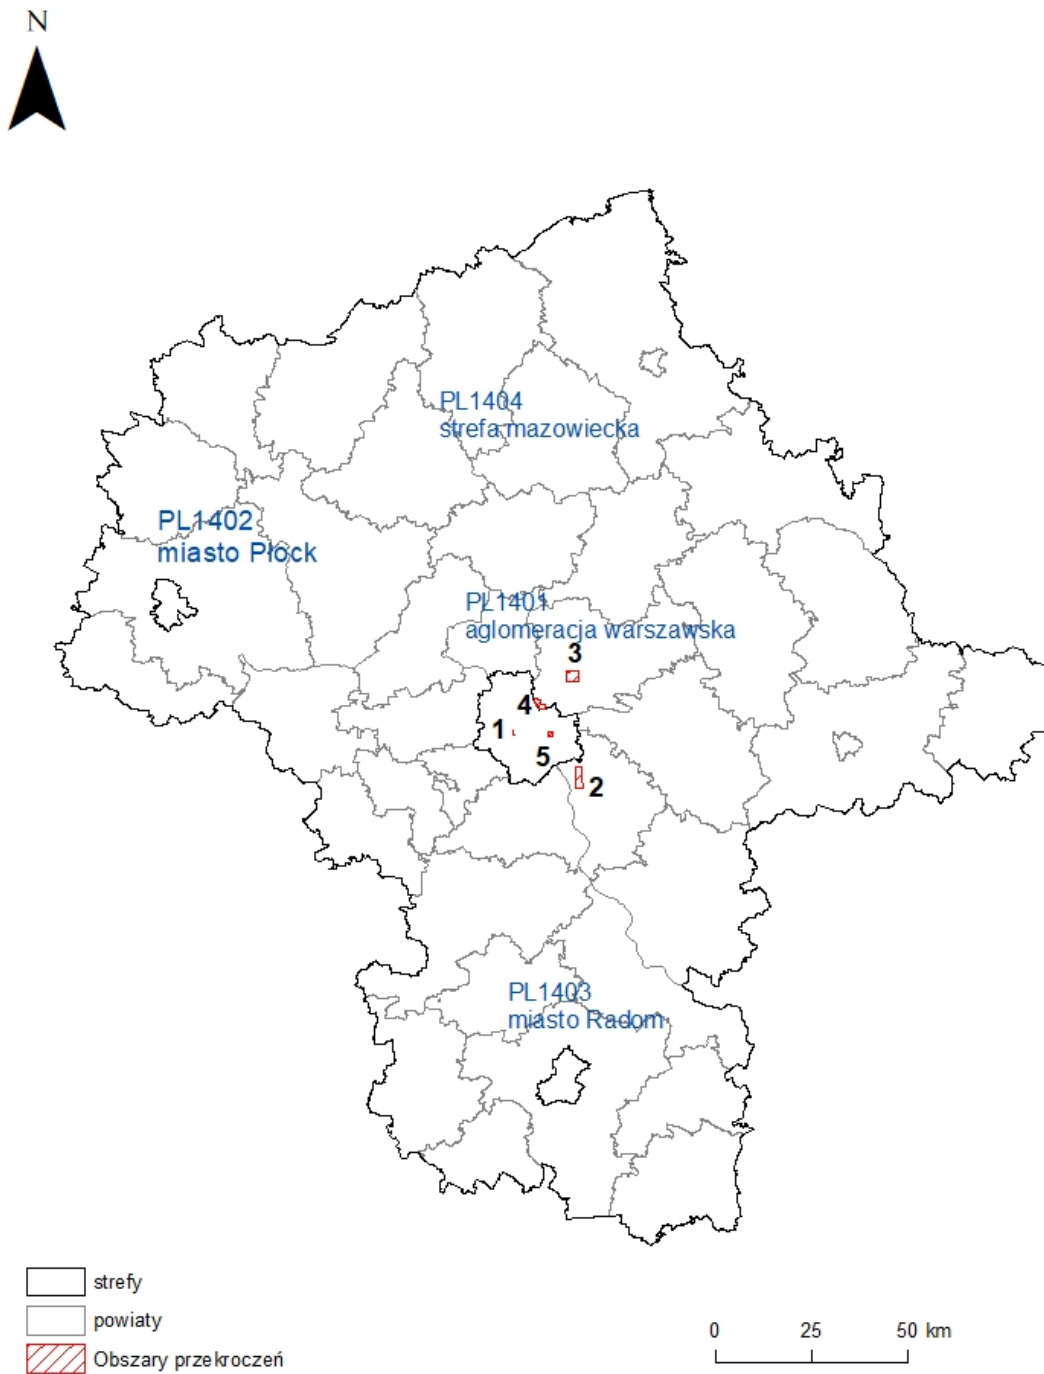 N
PL1404
strefa mazowiecka
PL1402
miasto Płock
PL1401
aglomeracja warszawska
3
4
1
5
2
PL1403
miasto Radom
strefy
powiaty
Obszary przekroczeń
0 25 50 km